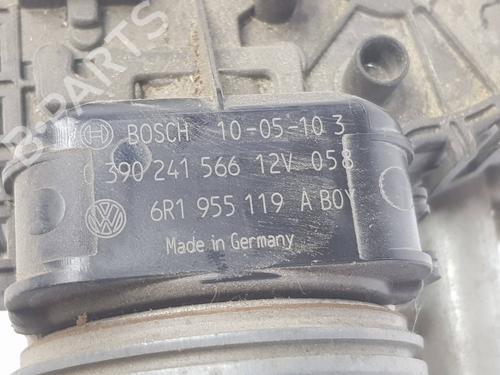 BOSCH 10-05-10 3
390 241 566 12V 058
6R1 955 119 A BOY
Made in Germany
B-PARTS